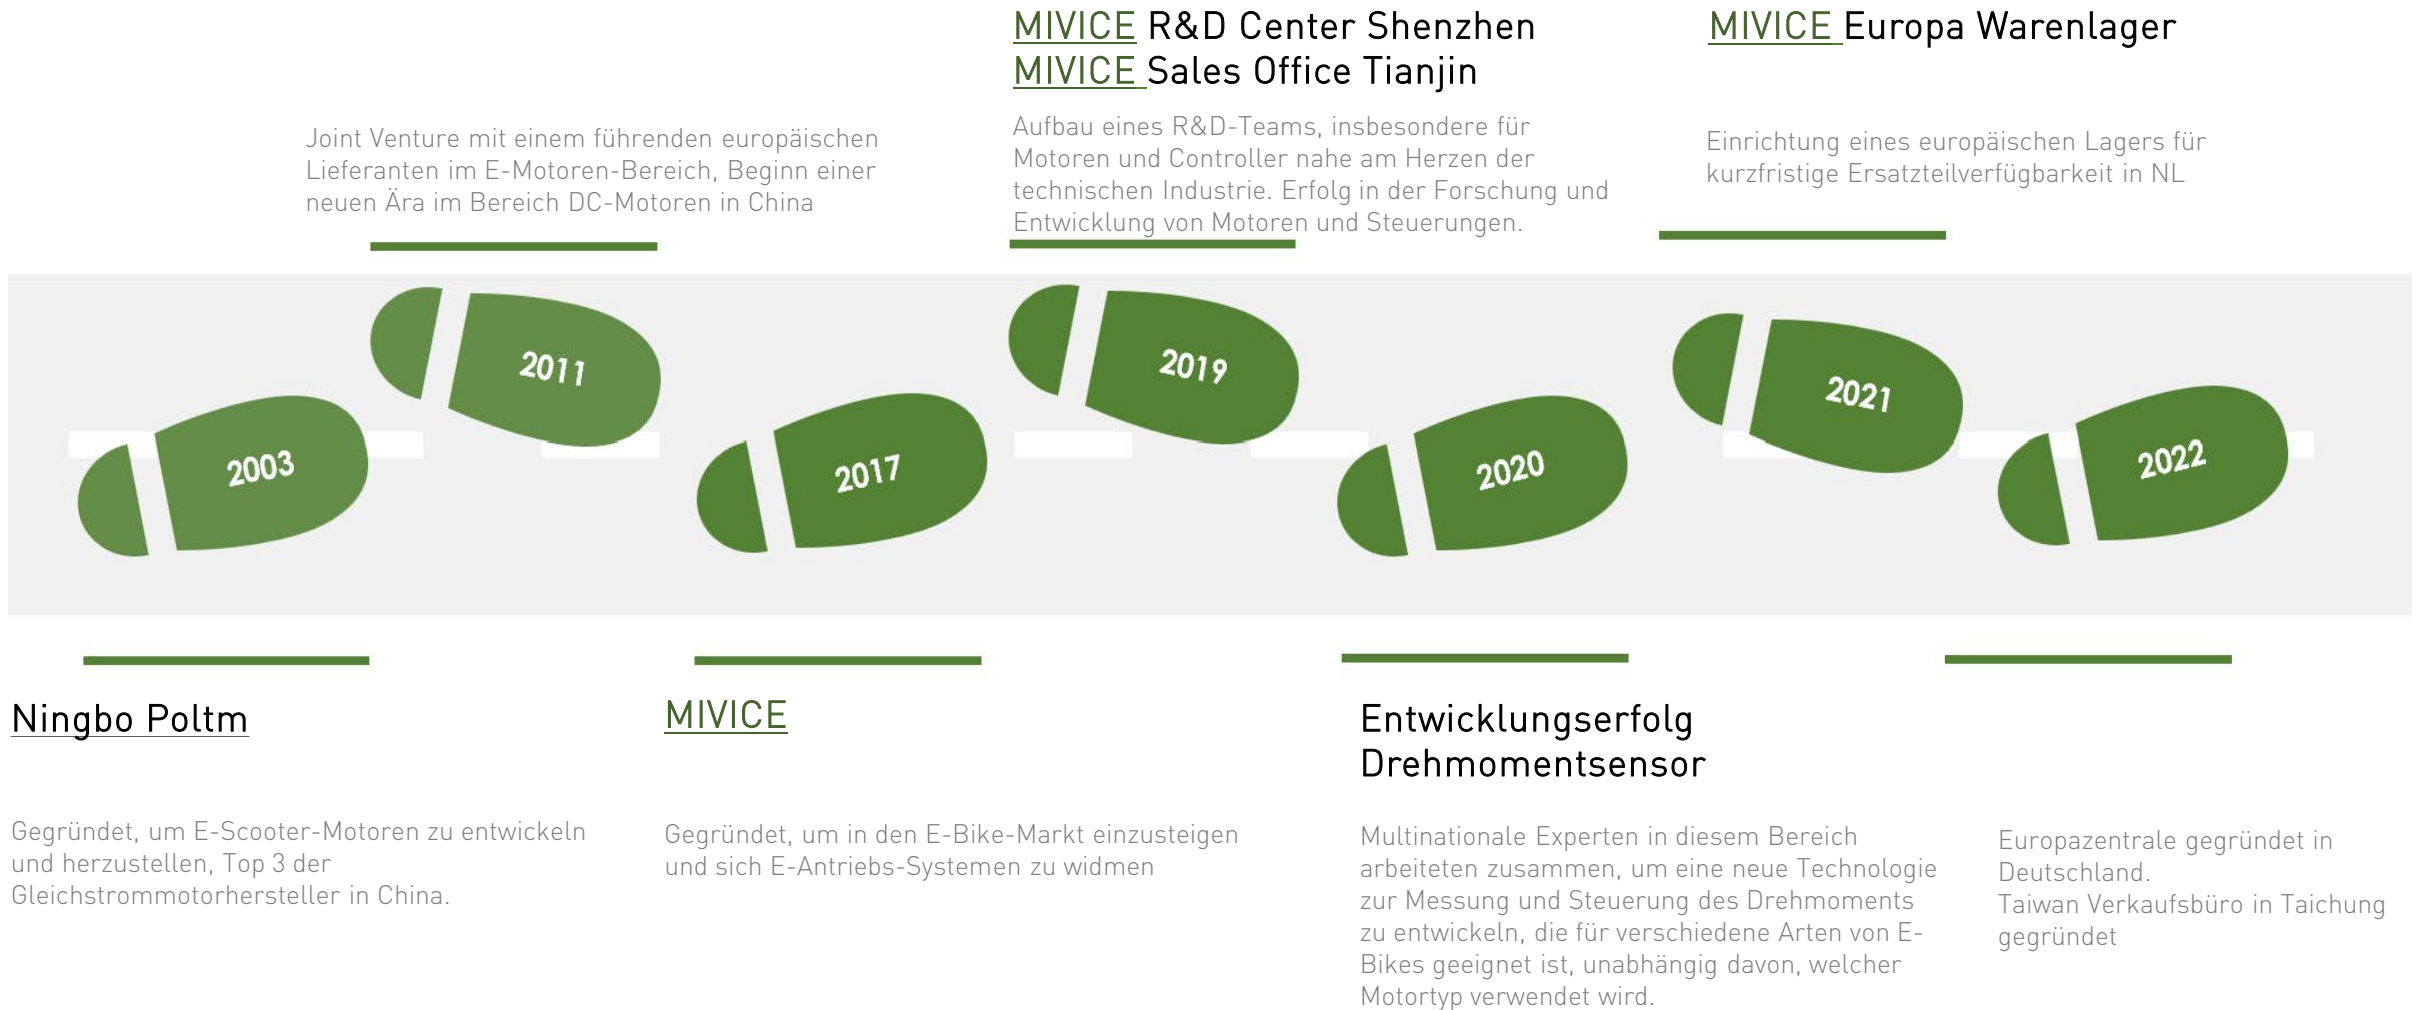 MIVICE R&D Center Shenzhen
MIVICE Sales Office Tianjin
MIVICE Europa Warenlager
Joint Venture mit einem führenden europäischen
Lieferanten im E-Motoren-Bereich, Beginn einer
neuen Ära im Bereich DC-Motoren in China
Aufbau eines R&D-Teams, insbesondere für
Motoren und Controller nahe am Herzen der
technischen Industrie. Erfolg in der Forschung und
Entwicklung von Motoren und Steuerungen.
Einrichtung eines europäischen Lagers für
kurzfristige Ersatzteilverfügbarkeit in NL
2003
2011
2017
2019
2020
2021
2022
Ningbo Poltm
Gegründet, um E-Scooter-Motoren zu entwickeln
und herzustellen, Top 3 der
Gleichstrommotorhersteller in China.
MIVICE
Gegründet, um in den E-Bike-Markt einzusteigen
und sich E-Antriebs-Systemen zu widmen
Entwicklungserfolg
Drehmomentsensor
Multinationale Experten in diesem Bereich
arbeiteten zusammen, um eine neue Technologie
zur Messung und Steuerung des Drehmoments
zu entwickeln, die für verschiedene Arten von E-
Bikes geeignet ist, unabhängig davon, welcher
Motortyp verwendet wird.
Europazentrale gegründet in
Deutschland.
Taiwan Verkaufsbüro in Taichung
gegründet